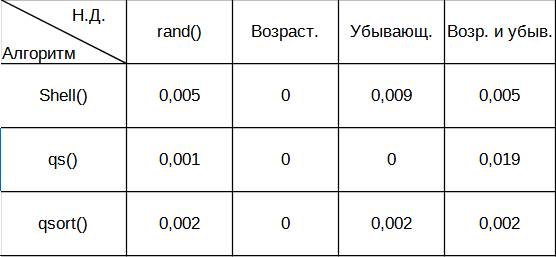 Н.Д.
Алгоритм
rand()
Возраст.
Убывающ.
Возр. и убыв.
Shell()
0,005
0
0,009
0,005
qs()
0,001
0
0
0,019
qsort()
0,002
0
0,002
0,002